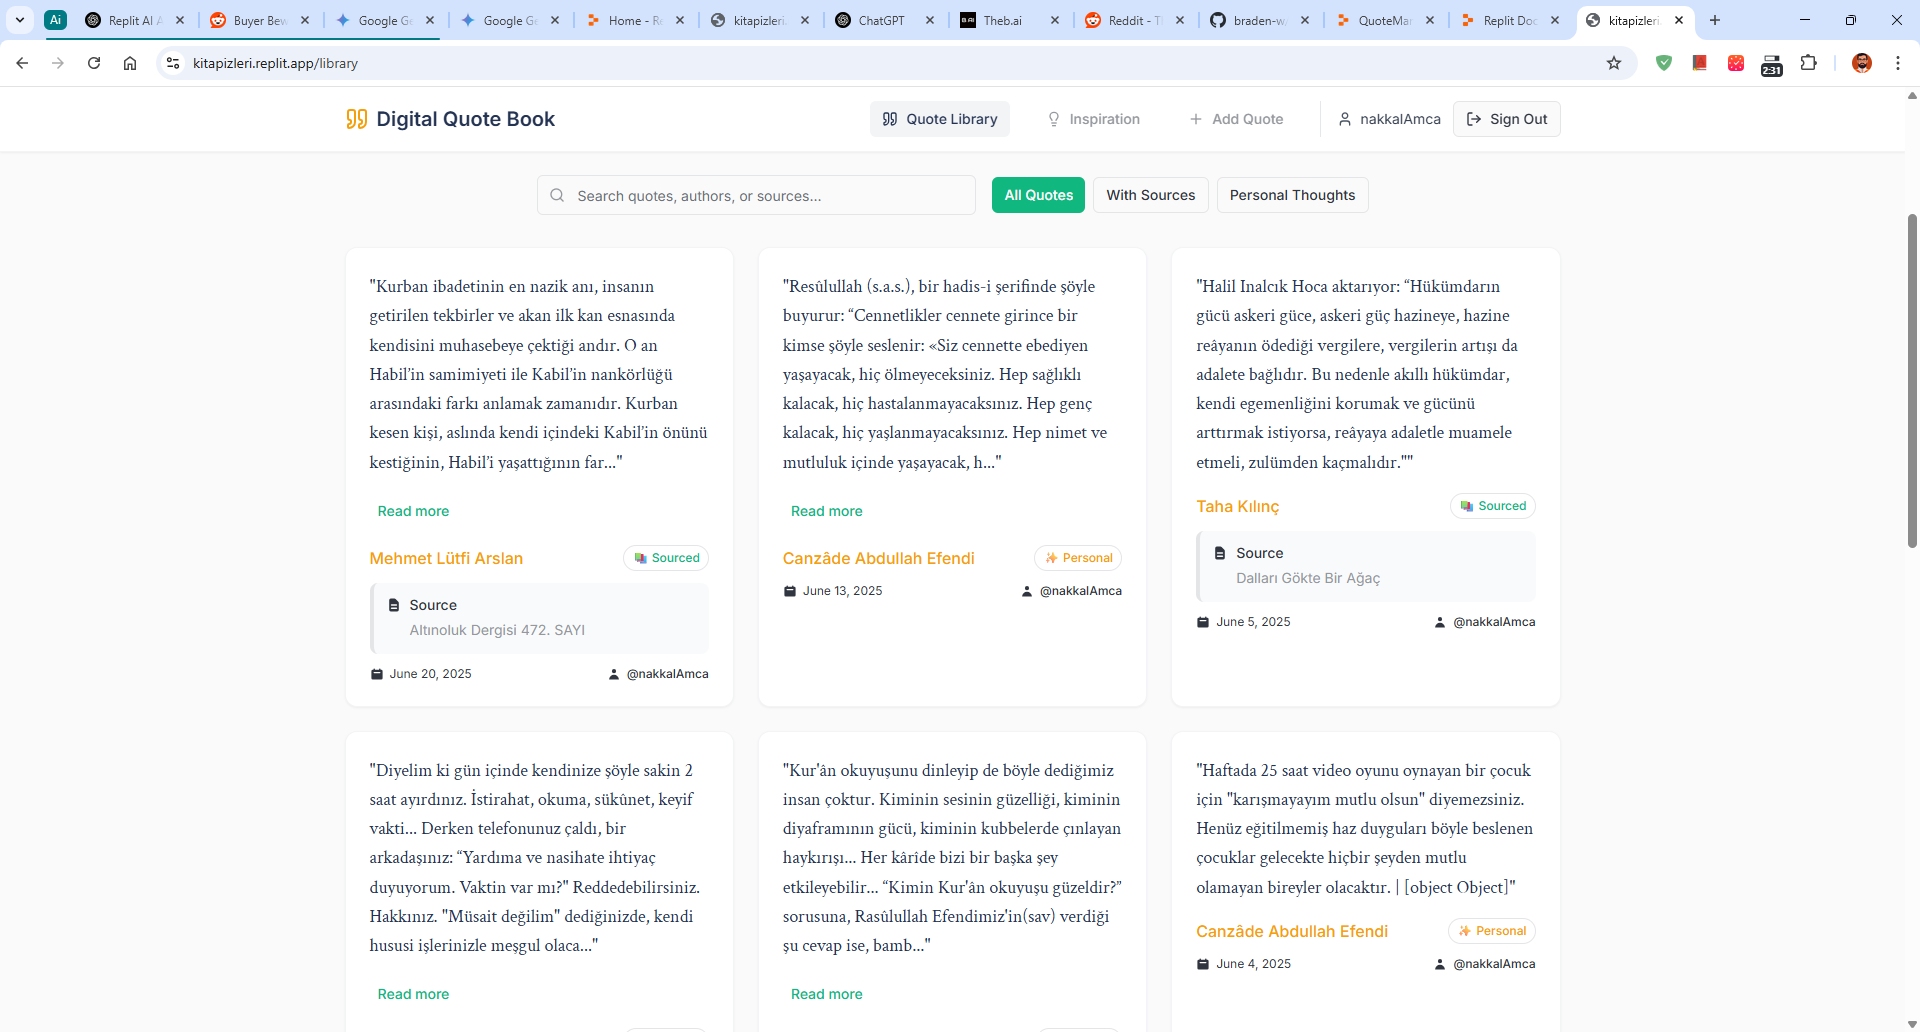 Ai
Replit AI A
Buyer Bew
Google Ge
Google Ge
Home - Re
kitapizleri.
ChatGPT
Theb.ai
Reddit - T
braden-w/
QuoteMar
Replit Doc
kitapizleri.
kitapizleri.replit.app/library
2:31
Digital Quote Book
Quote Library
Inspiration
Add Quote
nakkalAmca
Sign Out
Search quotes, authors, or sources...
All Quotes
With Sources
Personal Thoughts
"Kurban ibadetinin en nazik anı, insanın
getirilen tekbirler ve akan ilk kan esnasında
kendisini muhasebeye çektiği andır. O an
Habil’in samimiyeti ile Kabil’in nankörlüğü
arasındaki farkı anlamak zamanıdır. Kurban
kesen kişi, aslında kendi içindeki Kabil’in önünü
kestiğinin, Habil’i yaşattığının far..."
Read more
Mehmet Lütfi Arslan
Sourced
Source
Altınoluk Dergisi 472. SAYI
June 20, 2025
@nakkalAmca
"Resûlullah (s.a.s.), bir hadis-i şerifinde şöyle
buyurur: “Cennetlikler cennete girince bir
kimse şöyle seslenir: «Siz cennette ebediyen
yaşayacak, hiç ölmeyeceksiniz. Hep sağlıklı
kalacak, hiç hastalanmayacaksınız. Hep genç
kalacak, hiç yaşlanmayacaksınız. Hep nimet ve
mutluluk içinde yaşayacak, h..."
Read more
Canzâde Abdullah Efendi
Personal
June 13, 2025
@nakkalAmca
"Halil Inalcık Hoca aktarıyor: “Hükümdarın
gücü askeri güce, askeri güç hazineye, hazine
reâyanın ödediği vergilere, vergilerin artışı da
adalete bağlıdır. Bu nedenle akıllı hükümdar,
kendi egemenliğini korumak ve gücünü
arttırmak istiyorsa, reâyaya adaletle muamele
etmeli, zulümden kaçmalıdır.""
Taha Kılınç
Sourced
Source
Dalları Gökte Bir Ağaç
June 5, 2025
@nakkalAmca
"Diyelim ki gün içinde kendinize şöyle sakin 2
saat ayırdınız. İstirahat, okuma, sükûnet, keyif
vakti... Derken telefonunuz çaldı, bir
arkadaşınız: “Yardıma ve nasihate ihtiyaç
duyuyorum. Vaktin var mı?" Reddedebilirsiniz.
Hakkınız. "Müsait değilim" dediğinizde, kendi
hususi işlerinizle meşgul olaca..."
Read more
"Kur'ân okuyuşunu dinleyip de böyle dediğimiz
insan çoktur. Kiminin sesinin güzelliği, kiminin
diyaframının gücü, kiminin kubbelerde çınlayan
haykırışı... Her kârîde bizi bir başka şey
etkileyebilir... “Kimin Kur'ân okuyuşu güzeldir?”
sorusuna, Rasûlullah Efendimiz'in(sav) verdiği
şu cevap ise, bamb..."
Read more
"Haftada 25 saat video oyunu oynayan bir çocuk
için "karışmayayım mutlu olsun" diyemezsiniz.
Henüz eğitilmemiş haz duyguları böyle beslenen
çocuklar gelecekte hiçbir şeyden mutlu
olamayan bireyler olacaktır. | [object Object]"
Canzâde Abdullah Efendi
Personal
June 4, 2025
@nakkalAmca